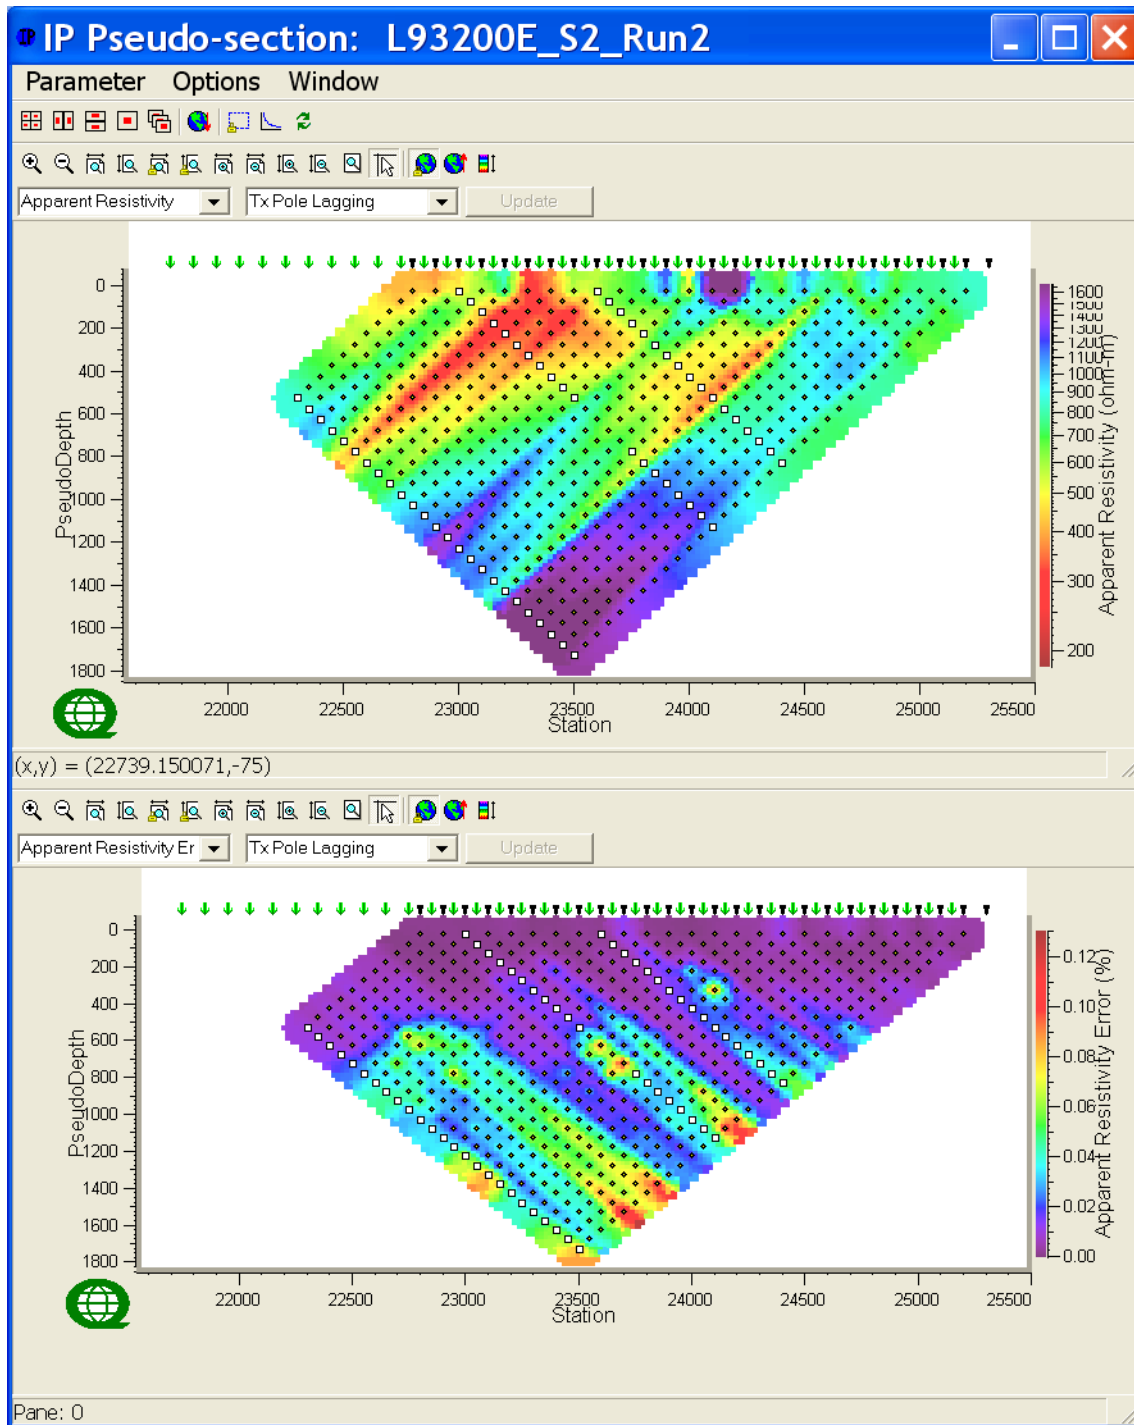 IP Pseudo-section: L93200E_S2_Run2
Parameter Options Window
Apparent Resistivity Tx Pole Lagging Update
0
200
400
600
800
1000
1200
1400
1600
1800
PseudoDepth
22000 22500 23000 23500 24000 24500 25000 25500
Station
1600
1300
1200
1100
900
800
700
600
500
400
300
200
Apparent Resistivity (ohm-m)
(x,y) = (22739.150071,-75)
Apparent Resistivity Er Tx Pole Lagging Update
0
200
400
600
800
1000
1200
1400
1600
1800
PseudoDepth
22000 22500 23000 23500 24000 24500 25000 25500
Station
0.12
0.10
0.08
0.06
0.04
0.02
0.00
Apparent Resistivity Error (%)
Pane: 0